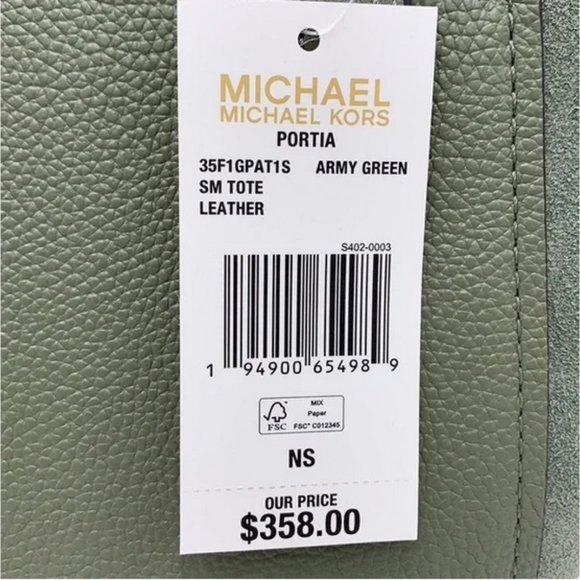 MICHAEL
MICHAEL KORS
PORTIA
35F1GPAT1S ARMY GREEN
SM TOTE
LEATHER
S402-0003
1 94900 65498 9
FSC
MIX
Paper
FSC® C012345
NS
OUR PRICE
$358.00